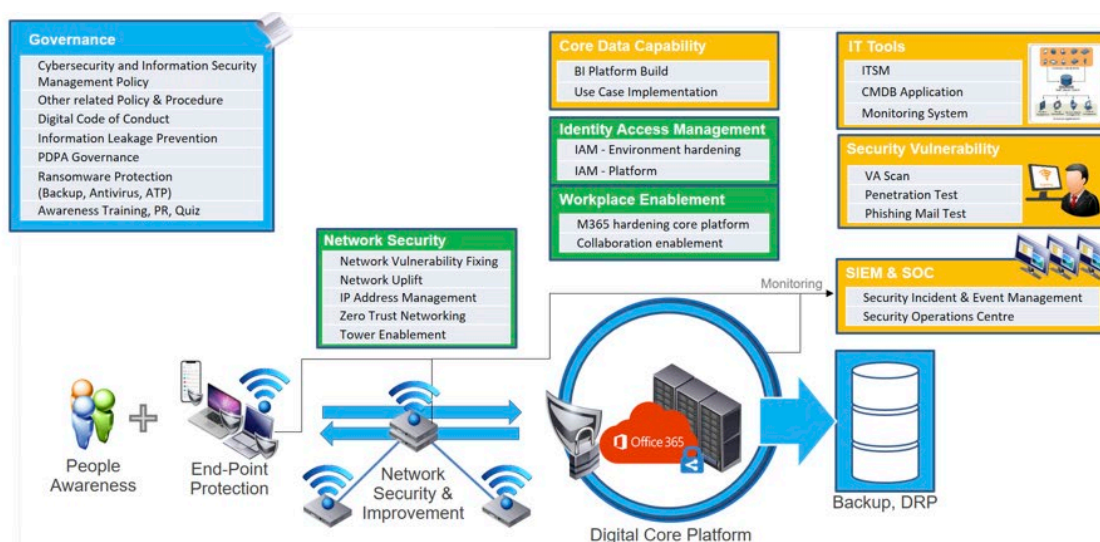 Governance
Cybersecurity and Information Security
Management Policy
Other related Policy & Procedure
Digital Code of Conduct
Information Leakage Prevention
PDPA Governance
Ransomware Protection
(Backup, Antivirus, ATP)
Awareness Training, PR, Quiz
Core Data Capability
BI Platform Build
Use Case Implementation
IT Tools
ITSM
CMDB Application
Monitoring System
Identity Access Management
IAM - Environment hardening
IAM - Platform
Security Vulnerability
VA Scan
Penetration Test
Phishing Mail Test
Workplace Enablement
M365 hardening core platform
Collaboration enablement
Network Security
Network Vulnerability Fixing
Network Uplift
IP Address Management
Zero Trust Networking
Tower Enablement
Monitoring
SIEM & SOC
Security Incident & Event Management
Security Operations Centre
People
Awareness
End-Point
Protection
Network
Security &
Improvement
Office 365
Digital Core Platform
Backup, DRP